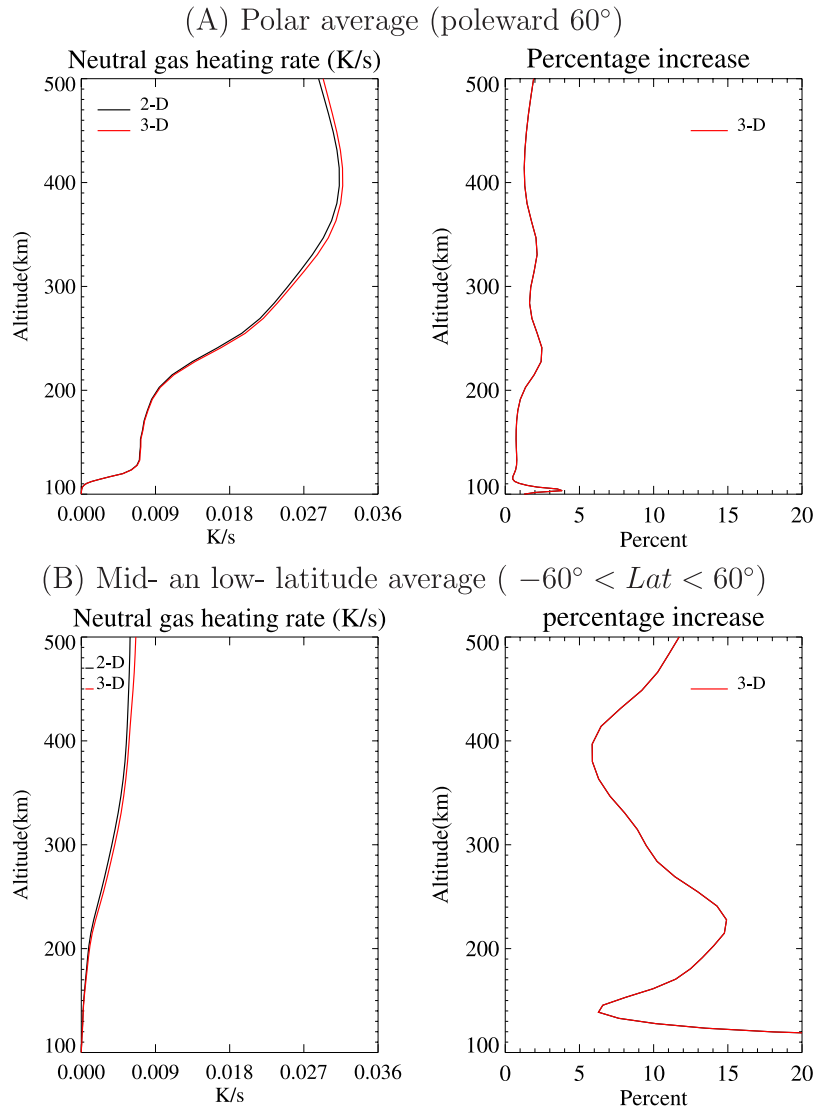 (A) Polar average (poleward 60°)
Neutral gas heating rate (K/s)
Percentage increase
500
2-D
3-D
400
Altitude(km)
300
200
100
0.000 0.009 0.018 0.027 0.036
K/s
500
3-D
400
Altitude(km)
300
200
100
0 5 10 15 20
Percent
(B) Mid- an low- latitude average ( −60° < Lat < 60°)
Neutral gas heating rate (K/s)
percentage increase
500
2-D
3-D
400
Altitude(km)
300
200
100
0.000 0.009 0.018 0.027 0.036
K/s
500
3-D
400
Altitude(km)
300
200
100
0 5 10 15 20
Percent